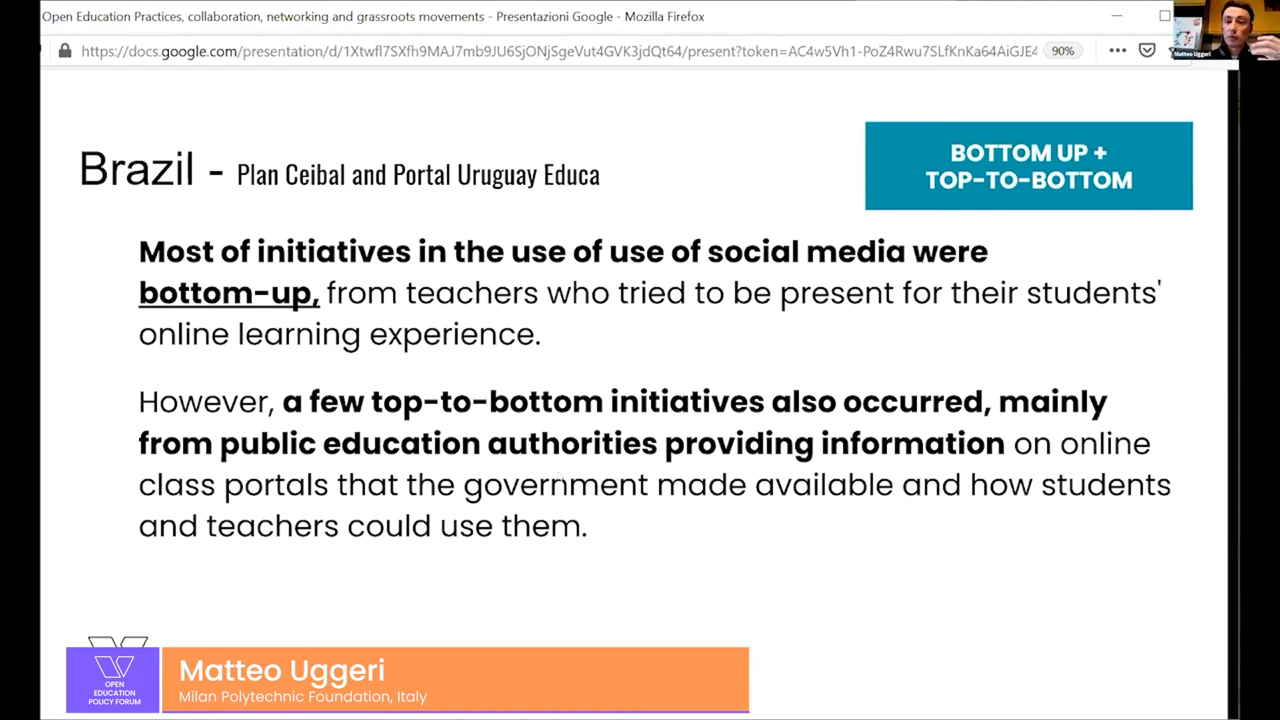 Open Education Practices, collaboration, networking and grassroots movements - Presentazioni Google - Mozilla Firefox
https://docs.google.com/presentation/d/1Xtwfl7SXfh9MAJ7mb9JU6SjONjSgeVut4GVK3jdQt64/present?token=AC4w5Vh1-PoZ4Rwu7SLfKnKa64AiGJE4
90%
Matteo Uggeri
Brazil - Plan Ceibal and Portal Uruguay Educa
BOTTOM UP +
TOP-TO-BOTTOM
Most of initiatives in the use of use of social media were
bottom-up, from teachers who tried to be present for their students'
online learning experience.
However, a few top-to-bottom initiatives also occurred, mainly
from public education authorities providing information on online
class portals that the government made available and how students
and teachers could use them.
OPEN
EDUCATION
POLICY FORUM
Matteo Uggeri
Milan Polytechnic Foundation, Italy